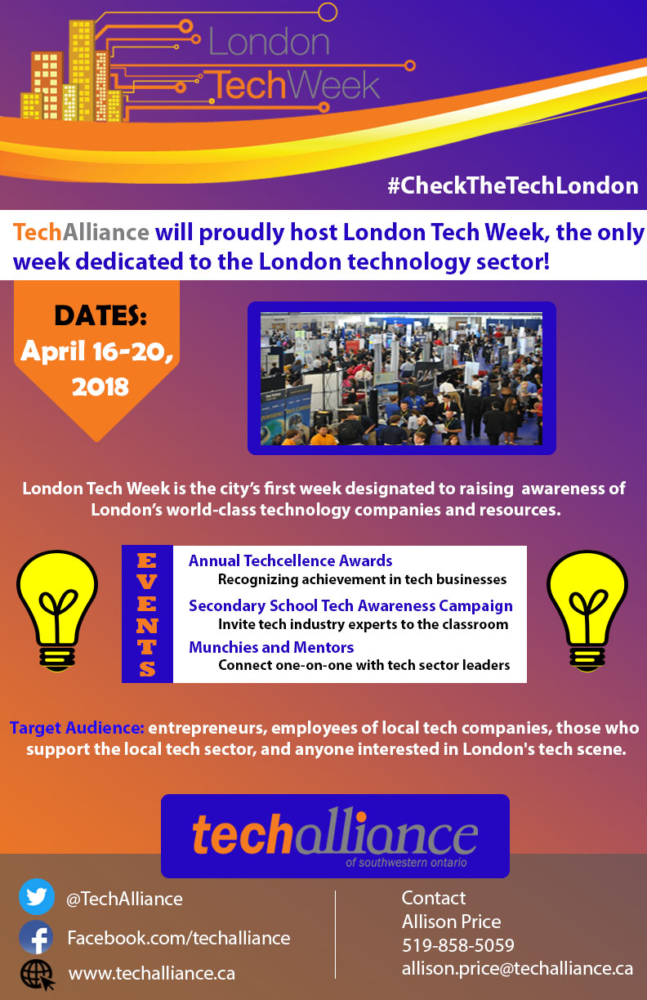 London
TechWeek
#CheckTheTechLondon
TechAlliance will proudly host London Tech Week, the only
week dedicated to the London technology sector!
DATES:
April 16-20,
2018
London Tech Week is the city’s first week designated to raising  awareness of
London’s world-class technology companies and resources.
EVENTS
Annual Techcellence Awards
Recognizing achievement in tech businesses
Secondary School Tech Awareness Campaign
Invite tech industry experts to the classroom
Munchies and Mentors
Connect one-on-one with tech sector leaders
Target Audience: entrepreneurs, employees of local tech companies, those who
support the local tech sector, and anyone interested in London's tech scene.
techalliance
of southwestern ontario
@TechAlliance
Facebook.com/techalliance
www.techalliance.ca
Contact
Allison Price
519-858-5059
allison.price@techalliance.ca